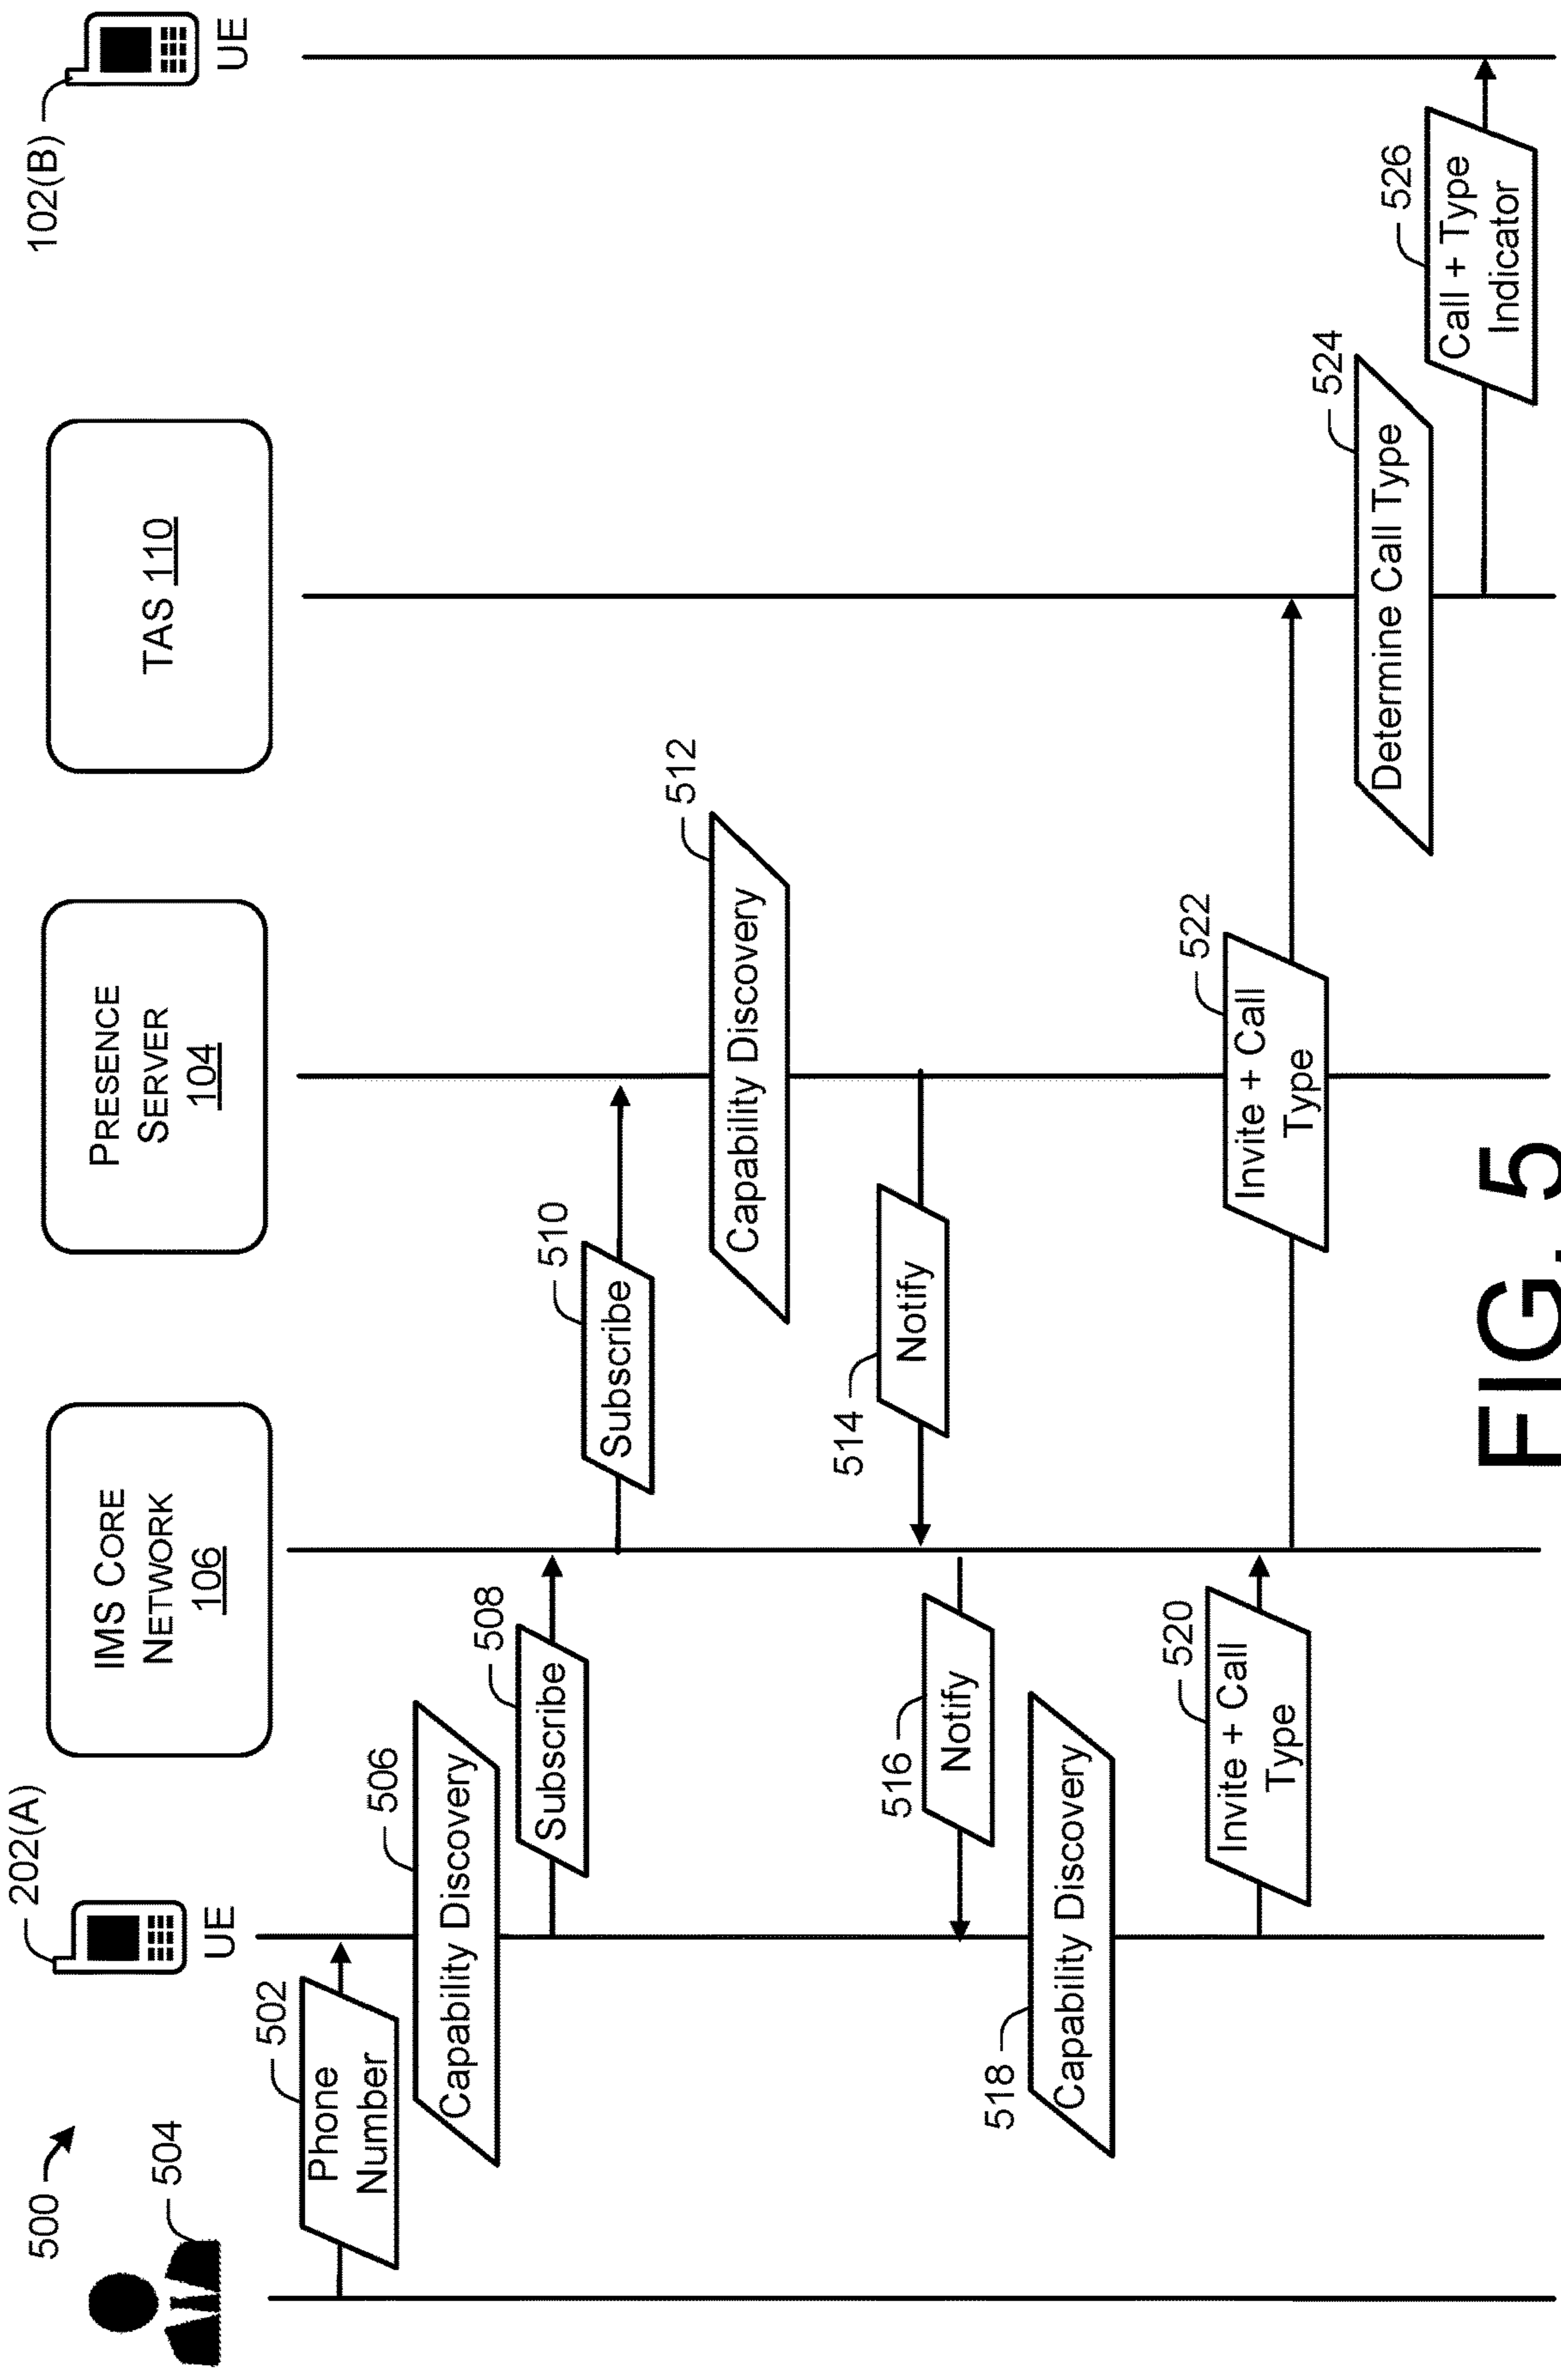 500
504
202(A)
UE
IMS CORE
NETWORK
106
PRESENCE
SERVER
104
TAS 110
102(B)
UE
502
Phone
Number
506
Capability Discovery
508
Subscribe
510
Subscribe
512
Capability Discovery
514
Notify
516
Notify
518
Capability Discovery
520
Invite + Call
Type
522
Invite + Call
Type
524
Determine Call Type
526
Call + Type
Indicator
FIG. 5